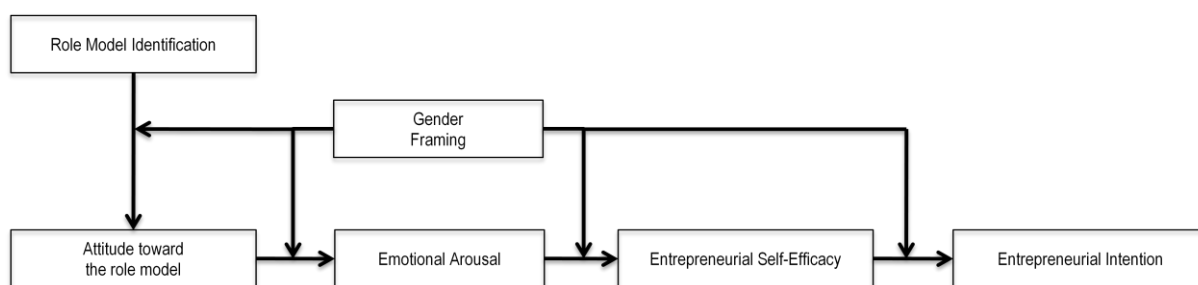 Role Model Identification
Gender
Framing
Attitude toward
the role model
Emotional Arousal
Entrepreneurial Self-Efficacy
Entrepreneurial Intention